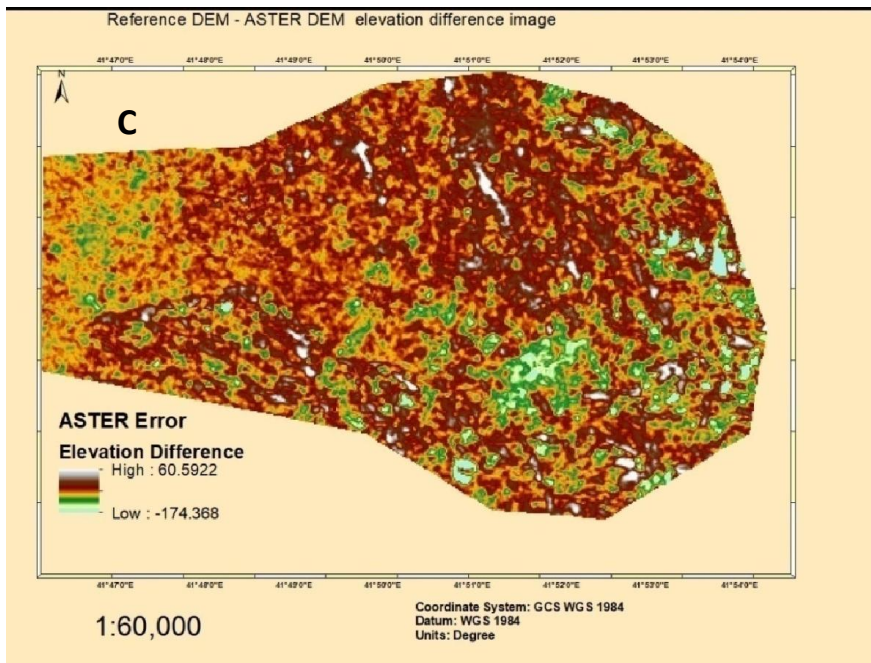 Reference DEM - ASTER DEM elevation difference image
41°47'0"E 41°48'0"E 41°49'0"E 41°50'0"E 41°51'0"E 41°52'0"E 41°53'0"E 41°54'0"E
N
C
ASTER Error
Elevation Difference
High : 60.5922
Low : -174.368
41°47'0"E 41°48'0"E 41°49'0"E 41°50'0"E 41°51'0"E 41°52'0"E 41°53'0"E 41°54'0"E
1:60,000
Coordinate System: GCS WGS 1984
Datum: WGS 1984
Units: Degree